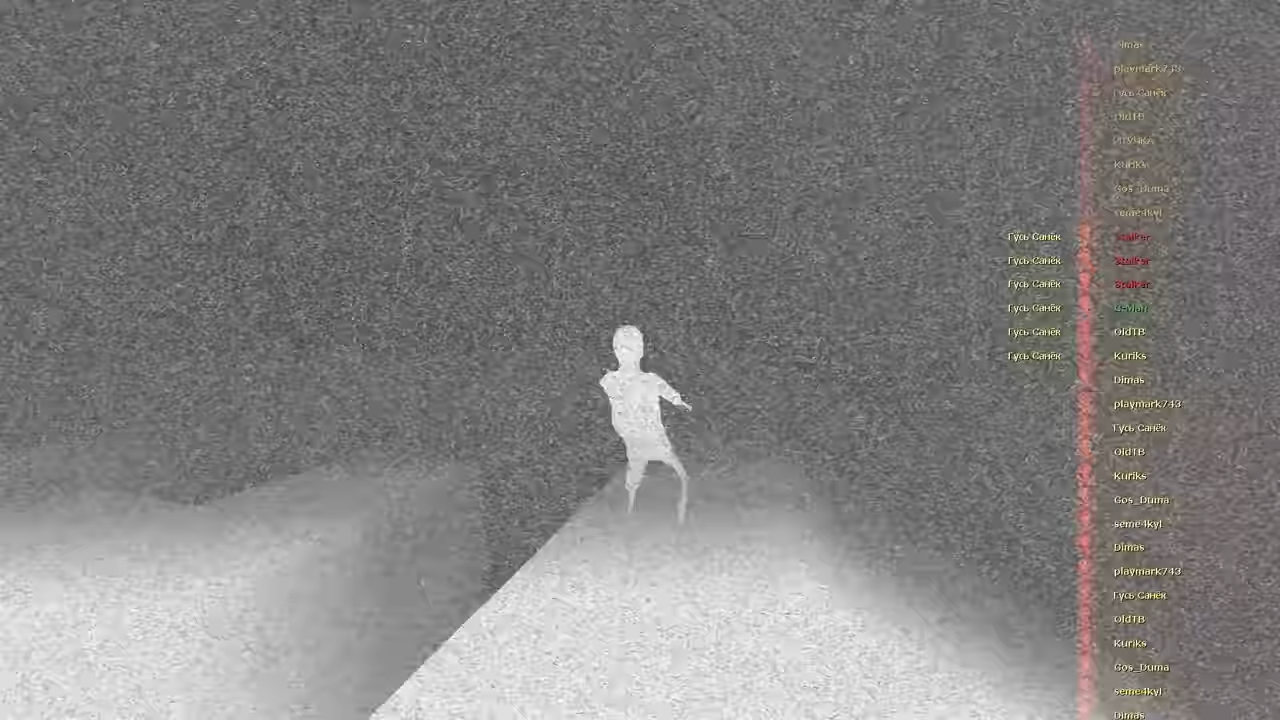 Dimas
playmark743
Гусь Санёк
OldTB
Kuriks
Gos_Duma
seme4kyl
Гусь Санёк Stalker
Гусь Санёк Stalker
Гусь Санёк Stalker
Гусь Санёк G-Man
Гусь Санёк OldTB
Гусь Санёк Kuriks
Dimas
playmark743
Гусь Санёк
OldTB
Kuriks
Gos_Duma
seme4kyl
Dimas
playmark743
Гусь Санёк
OldTB
Kuriks
Gos_Duma
seme4kyl
Dimas